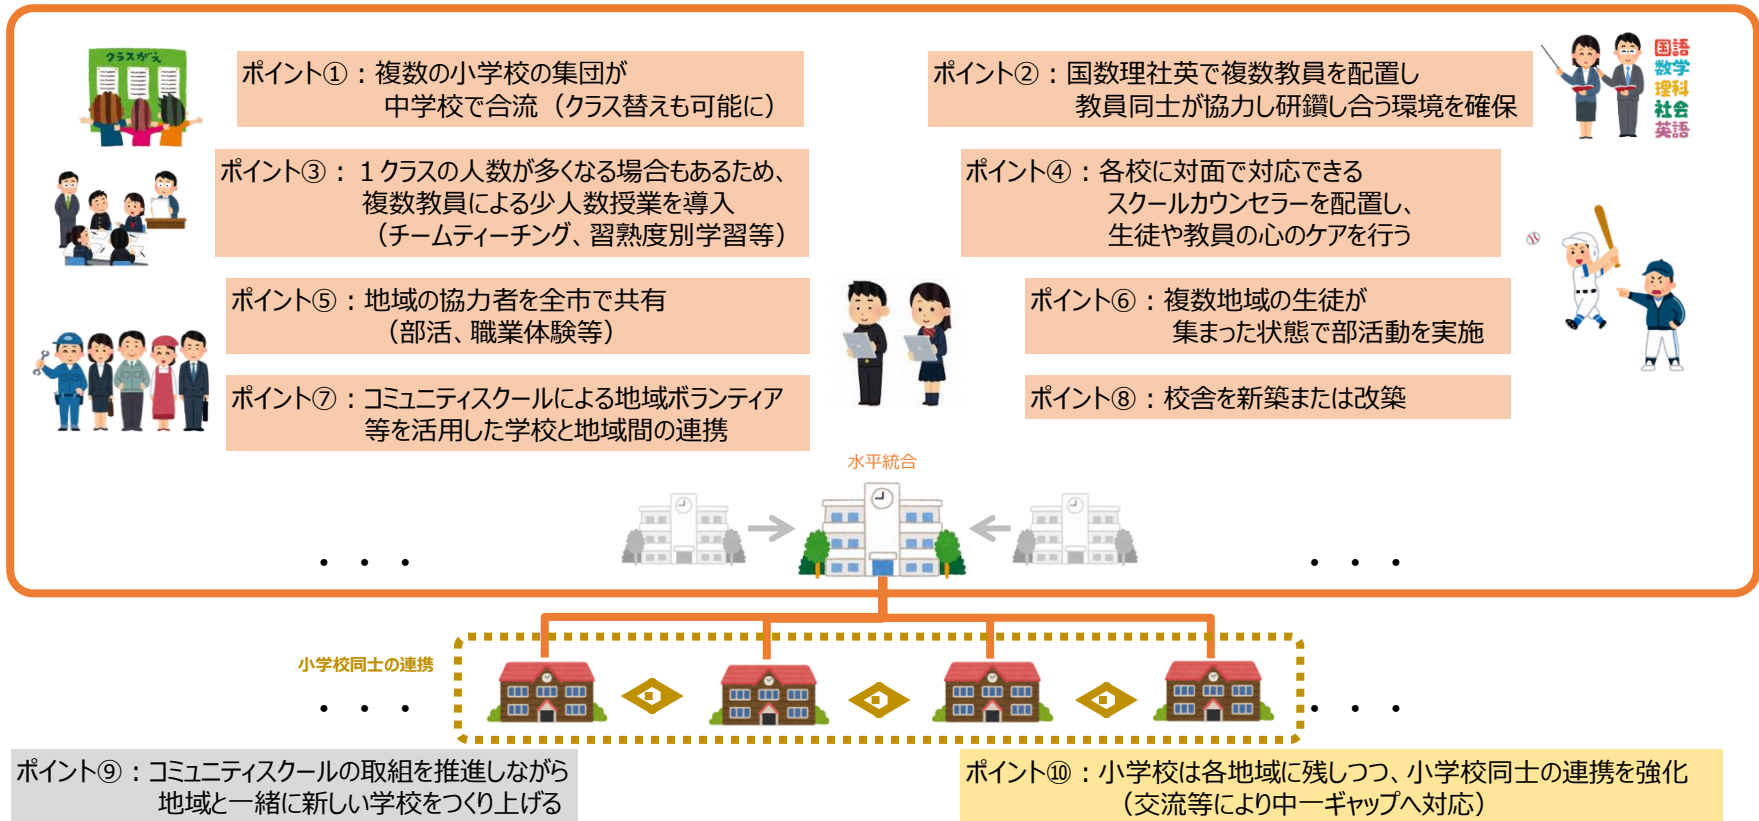 クラスがえ
ポイント①：複数の小学校の集団が
中学校で合流（クラス替えも可能に）
ポイント②：国数理社英で複数教員を配置し
教員同士が協力し研鑽し合う環境を確保
国語
数学
理科
社会
英語
ポイント③：１クラスの人数が多くなる場合もあるため、
複数教員による少人数授業を導入
（チームティーチング、習熟度別学習等）
ポイント④：各校に対面で対応できる
スクールカウンセラーを配置し、
生徒や教員の心のケアを行う
ポイント⑤：地域の協力者を全市で共有
（部活、職業体験等）
ポイント⑥：複数地域の生徒が
集まった状態で部活動を実施
ポイント⑦：コミュニティスクールによる地域ボランティア
等を活用した学校と地域間の連携
ポイント⑧：校舎を新築または改築
水平統合
・・・
・・・
小学校同士の連携
・・・
・・・
ポイント⑨：コミュニティスクールの取組を推進しながら
地域と一緒に新しい学校をつくり上げる
ポイント⑩：小学校は各地域に残しつつ、小学校同士の連携を強化
（交流等により中一ギャップへ対応）